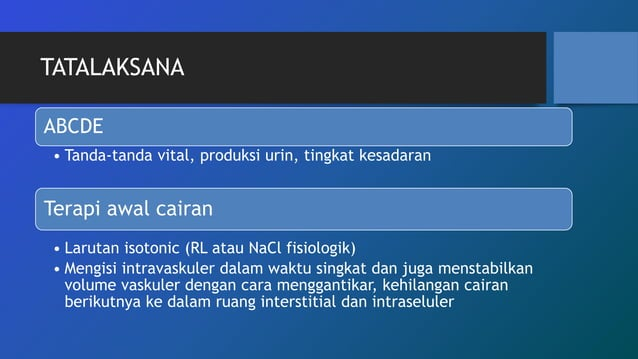 TATALAKSANA
ABCDE
• Tanda-tanda vital, produksi urin, tingkat kesadaran
Terapi awal cairan
• Larutan isotonic (RL atau NaCl fisiologik)
• Mengisi intravaskuler dalam waktu singkat dan juga menstabilkan
volume vaskuler dengan cara menggantikar, kehilangan cairan
berikutnya ke dalam ruang interstitial dan intraseluler